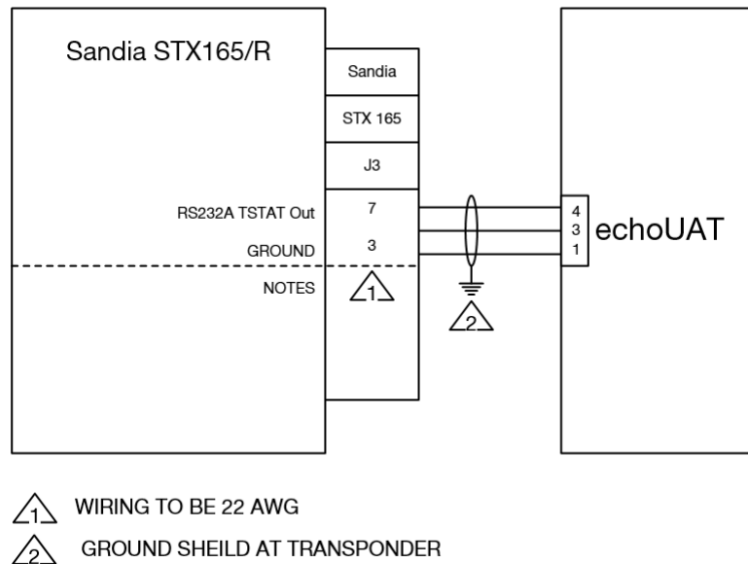 Sandia STX165/R
Sandia
STX 165
J3
RS232A TSTAT Out
7
4
3
echoUAT
GROUND
3
1
NOTES
1
2
1 WIRING TO BE 22 AWG
2 GROUND SHEILD AT TRANSPONDER